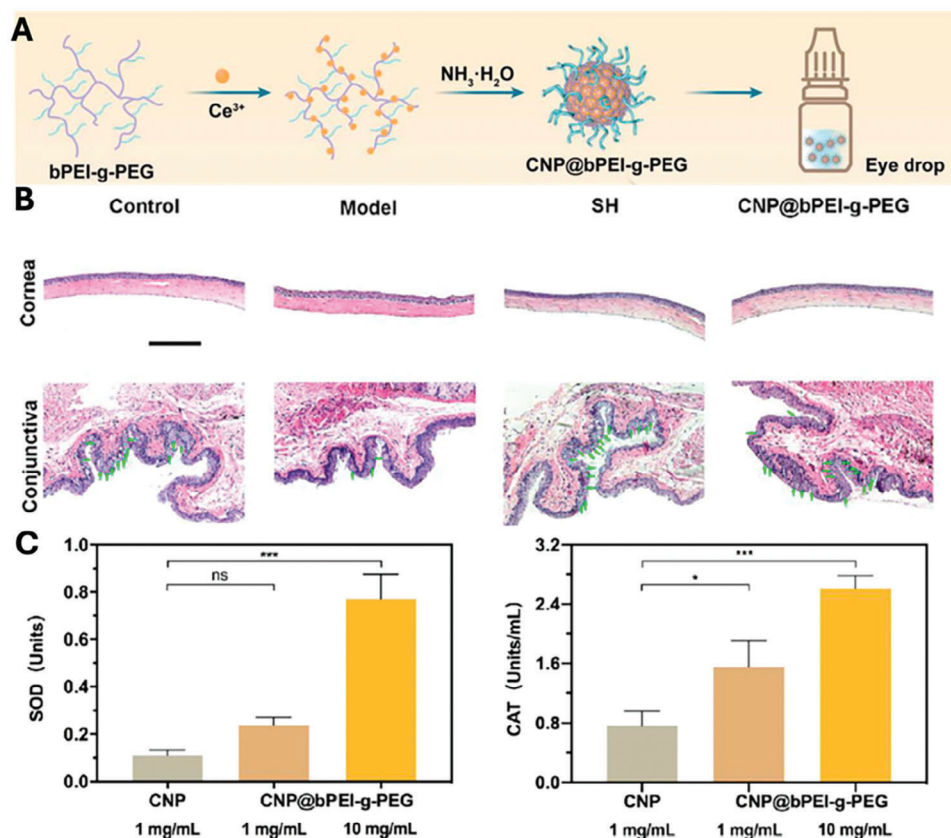 A
Ce³⁺
NH₃·H₂O
bPEI-g-PEG
CNP@bPEI-g-PEG
Eye drop
B
Control
Model
SH
CNP@bPEI-g-PEG
Cornea
Conjunctiva
C
SOD (Units)
1.0
0.8
0.6
0.4
0.2
0.0
***
ns
CNP
CNP@bPEI-g-PEG
1 mg/mL
1 mg/mL
10 mg/mL
CAT (Units/mL)
3.2
2.4
1.6
0.8
0.0
***
*
CNP
CNP@bPEI-g-PEG
1 mg/mL
1 mg/mL
10 mg/mL